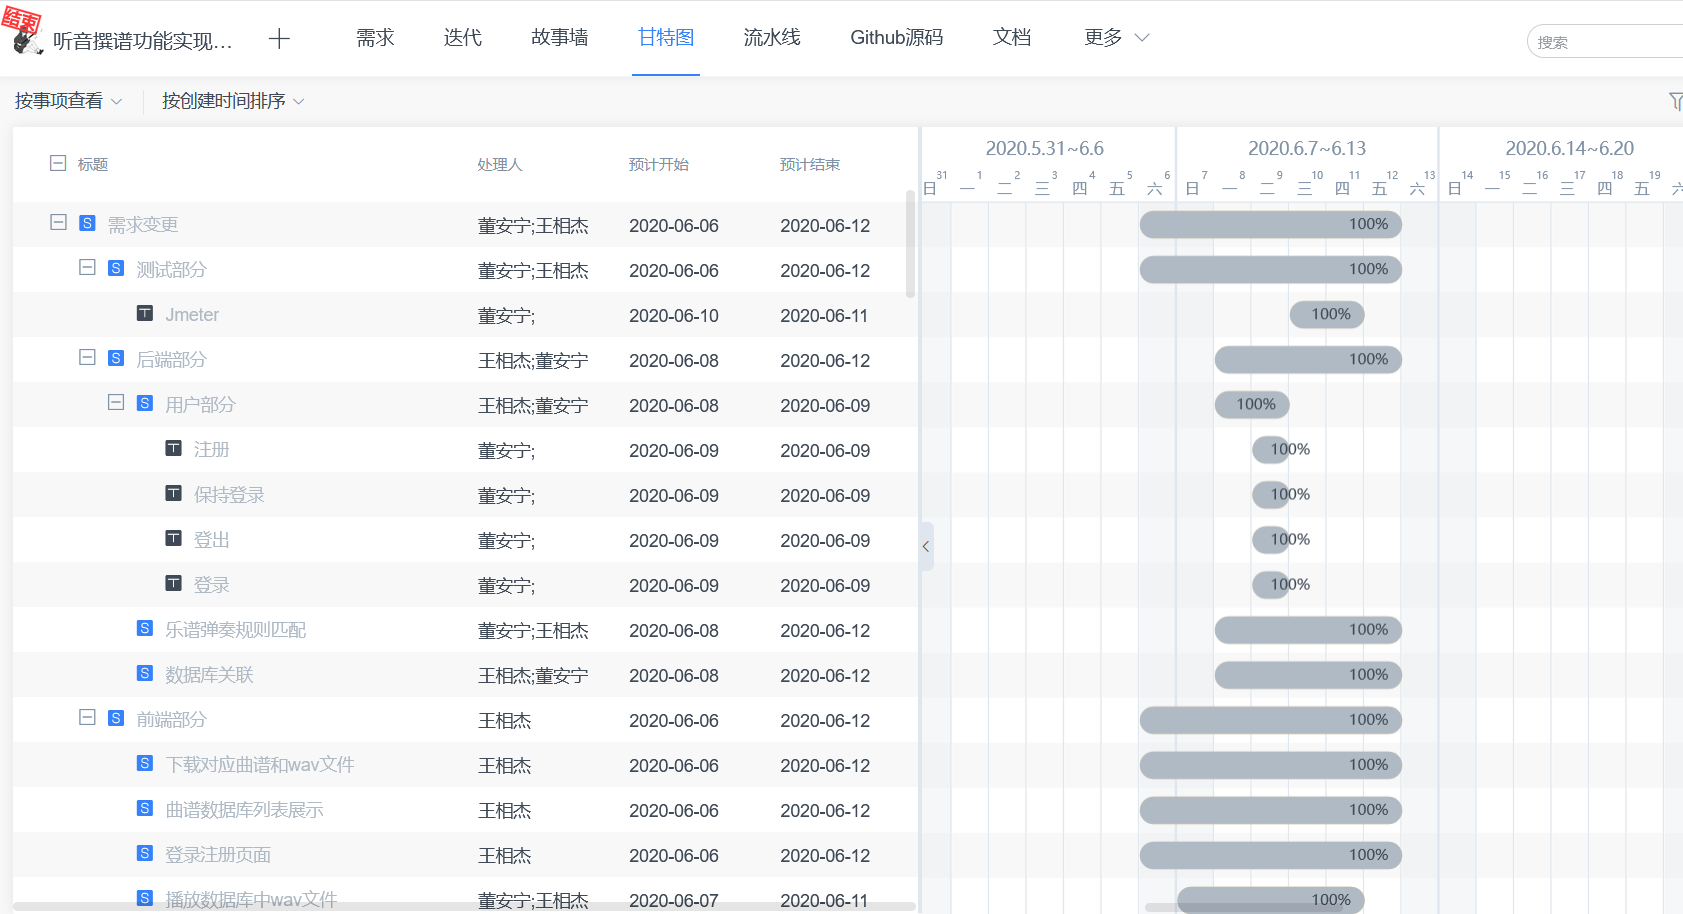 结束
听音撰谱功能实现... 需求 迭代 故事墙 甘特图 流水线 Github源码 文档 更多 搜索
按事项查看 按创建时间排序
标题 处理人 预计开始 预计结束
2020.5.31~6.6 2020.6.7~6.13 2020.6.14~6.20
日 31 一 1 二 2 三 3 四 4 五 5 六 6 日 7 一 8 二 9 三 10 四 11 五 12 六 13 日 14 一 15 二 16 三 17 四 18 五 19 六
S 需求变更 董安宁;王相杰 2020-06-06 2020-06-12 100%
S 测试部分 董安宁;王相杰 2020-06-06 2020-06-12 100%
T Jmeter 董安宁; 2020-06-10 2020-06-11 100%
S 后端部分 王相杰;董安宁 2020-06-08 2020-06-12 100%
S 用户部分 王相杰;董安宁 2020-06-08 2020-06-09 100%
T 注册 董安宁; 2020-06-09 2020-06-09 100%
T 保持登录 董安宁; 2020-06-09 2020-06-09 100%
T 登出 董安宁; 2020-06-09 2020-06-09 100%
T 登录 董安宁; 2020-06-09 2020-06-09 100%
S 乐谱弹奏规则匹配 董安宁;王相杰 2020-06-08 2020-06-12 100%
S 数据库关联 王相杰;董安宁 2020-06-08 2020-06-12 100%
S 前端部分 王相杰 2020-06-06 2020-06-12 100%
S 下载对应曲谱和wav文件 王相杰 2020-06-06 2020-06-12 100%
S 曲谱数据库列表展示 王相杰 2020-06-06 2020-06-12 100%
S 登录注册页面 王相杰 2020-06-06 2020-06-12 100%
S 播放数据库中wav文件 董安宁;王相杰 2020-06-07 2020-06-11 100%